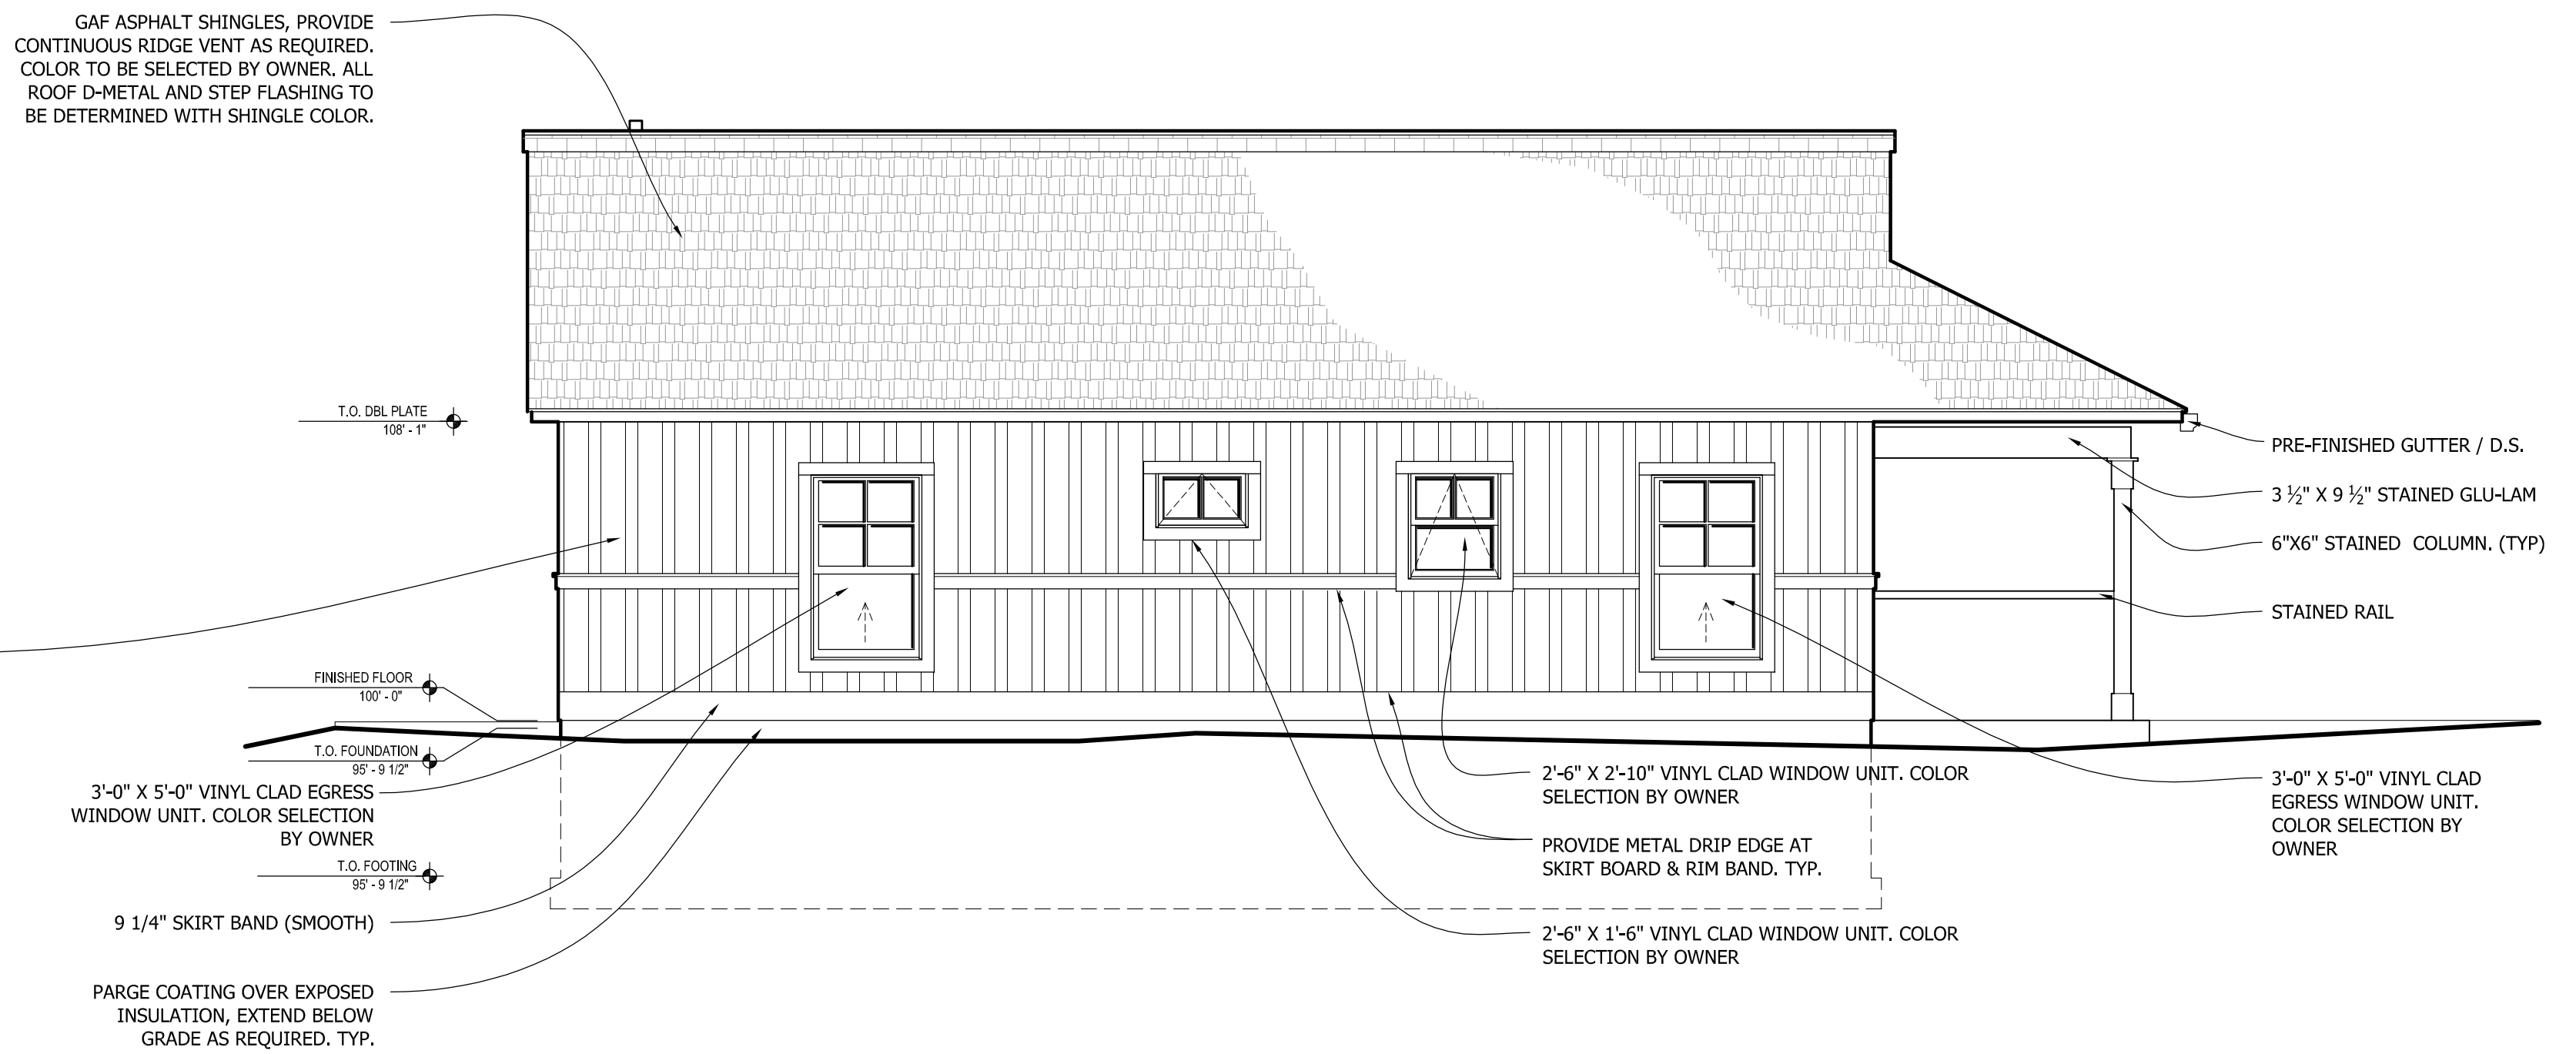 GAF ASPHALT SHINGLES, PROVIDE
CONTINUOUS RIDGE VENT AS REQUIRED.
COLOR TO BE SELECTED BY OWNER. ALL
ROOF D-METAL AND STEP FLASHING TO
BE DETERMINED WITH SHINGLE COLOR.
T.O. DBL PLATE
108' - 1"
FINISHED FLOOR
100' - 0"
T.O. FOUNDATION
95' - 9 1/2"
3'-0" X 5'-0" VINYL CLAD EGRESS
WINDOW UNIT. COLOR SELECTION
BY OWNER
T.O. FOOTING
95' - 9 1/2"
9 1/4" SKIRT BAND (SMOOTH)
PARGE COATING OVER EXPOSED
INSULATION, EXTEND BELOW
GRADE AS REQUIRED. TYP.
2'-6" X 2'-10" VINYL CLAD WINDOW UNIT. COLOR
SELECTION BY OWNER
PROVIDE METAL DRIP EDGE AT
SKIRT BOARD & RIM BAND. TYP.
2'-6" X 1'-6" VINYL CLAD WINDOW UNIT. COLOR
SELECTION BY OWNER
PRE-FINISHED GUTTER / D.S.
3 ½" X 9 ½" STAINED GLU-LAM
6"X6" STAINED COLUMN. (TYP)
STAINED RAIL
3'-0" X 5'-0" VINYL CLAD
EGRESS WINDOW UNIT.
COLOR SELECTION BY
OWNER